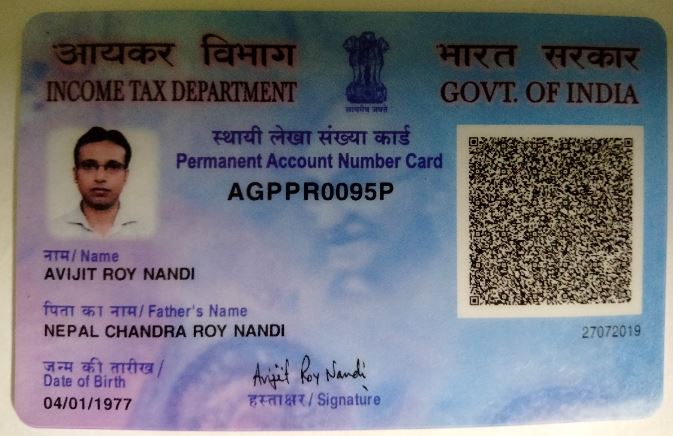 आयकर विभाग
INCOME TAX DEPARTMENT
सत्यमेव जयते
भारत सरकार
GOVT. OF INDIA
स्थायी लेखा संख्या कार्ड
Permanent Account Number Card
AGPPR0095P
नाम/ Name
AVIJIT ROY NANDI
पिता का नाम/ Father's Name
NEPAL CHANDRA ROY NANDI
27072019
जन्म की तारीख/
Date of Birth
04/01/1977
Avijit Roy Nandi
हस्ताक्षर/ Signature